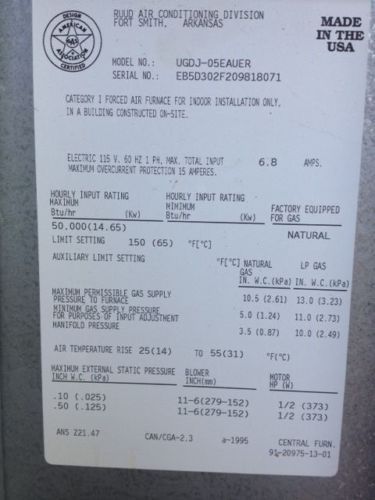 DESIGN
AMERICAN
GAS
ASSOCIATION
CERTIFIED
RUUD AIR CONDITIONING DIVISION
FORT SMITH, ARKANSAS
MADE
IN THE
USA
MODEL NO.: UGDJ-05EAUER
SERIAL NO.: EB5D302F209818071
CATEGORY I FORCED AIR FURNACE FOR INDOOR INSTALLATION ONLY,
IN A BUILDING CONSTRUCTED ON-SITE.
ELECTRIC 115 V. 60 HZ 1 PH, MAX. TOTAL INPUT 6.8 AMPS.
MAXIMUM OVERCURRENT PROTECTION 15 AMPERES.
HOURLY INPUT RATING HOURLY INPUT RATING
MAXIMUM MINIMUM FACTORY EQUIPPED
Btu/hr (Kw) Btu/hr (Kw) FOR GAS
50,000(14.65) NATURAL
LIMIT SETTING 150 (65) °F[°C]
AUXILIARY LIMIT SETTING °F[°C] NATURAL LP GAS
GAS
IN. W.C.(kPa) IN. W.C.(kPa)
MAXIMUM PERMISSIBLE GAS SUPPLY 10.5 (2.61) 13.0 (3.23)
PRESSURE TO FURNACE
MINIMUM GAS SUPPLY PRESSURE 5.0 (1.24) 11.0 (2.73)
FOR PURPOSES OF INPUT ADJUSTMENT
MANIFOLD PRESSURE 3.5 (0.87) 10.0 (2.49)
AIR TEMPERATURE RISE 25(14) TO 55(31) °F(°C)
MAXIMUM EXTERNAL STATIC PRESSURE BLOWER MOTOR
INCH W.C. (kPa) INCH(mm) HP (W)
.10 (.025) 11-6(279-152) 1/2 (373)
.50 (.125) 11-6(279-152) 1/2 (373)
ANS Z21.47 CAN/CGA-2.3 a-1995 CENTRAL FURN.
91-20975-13-01